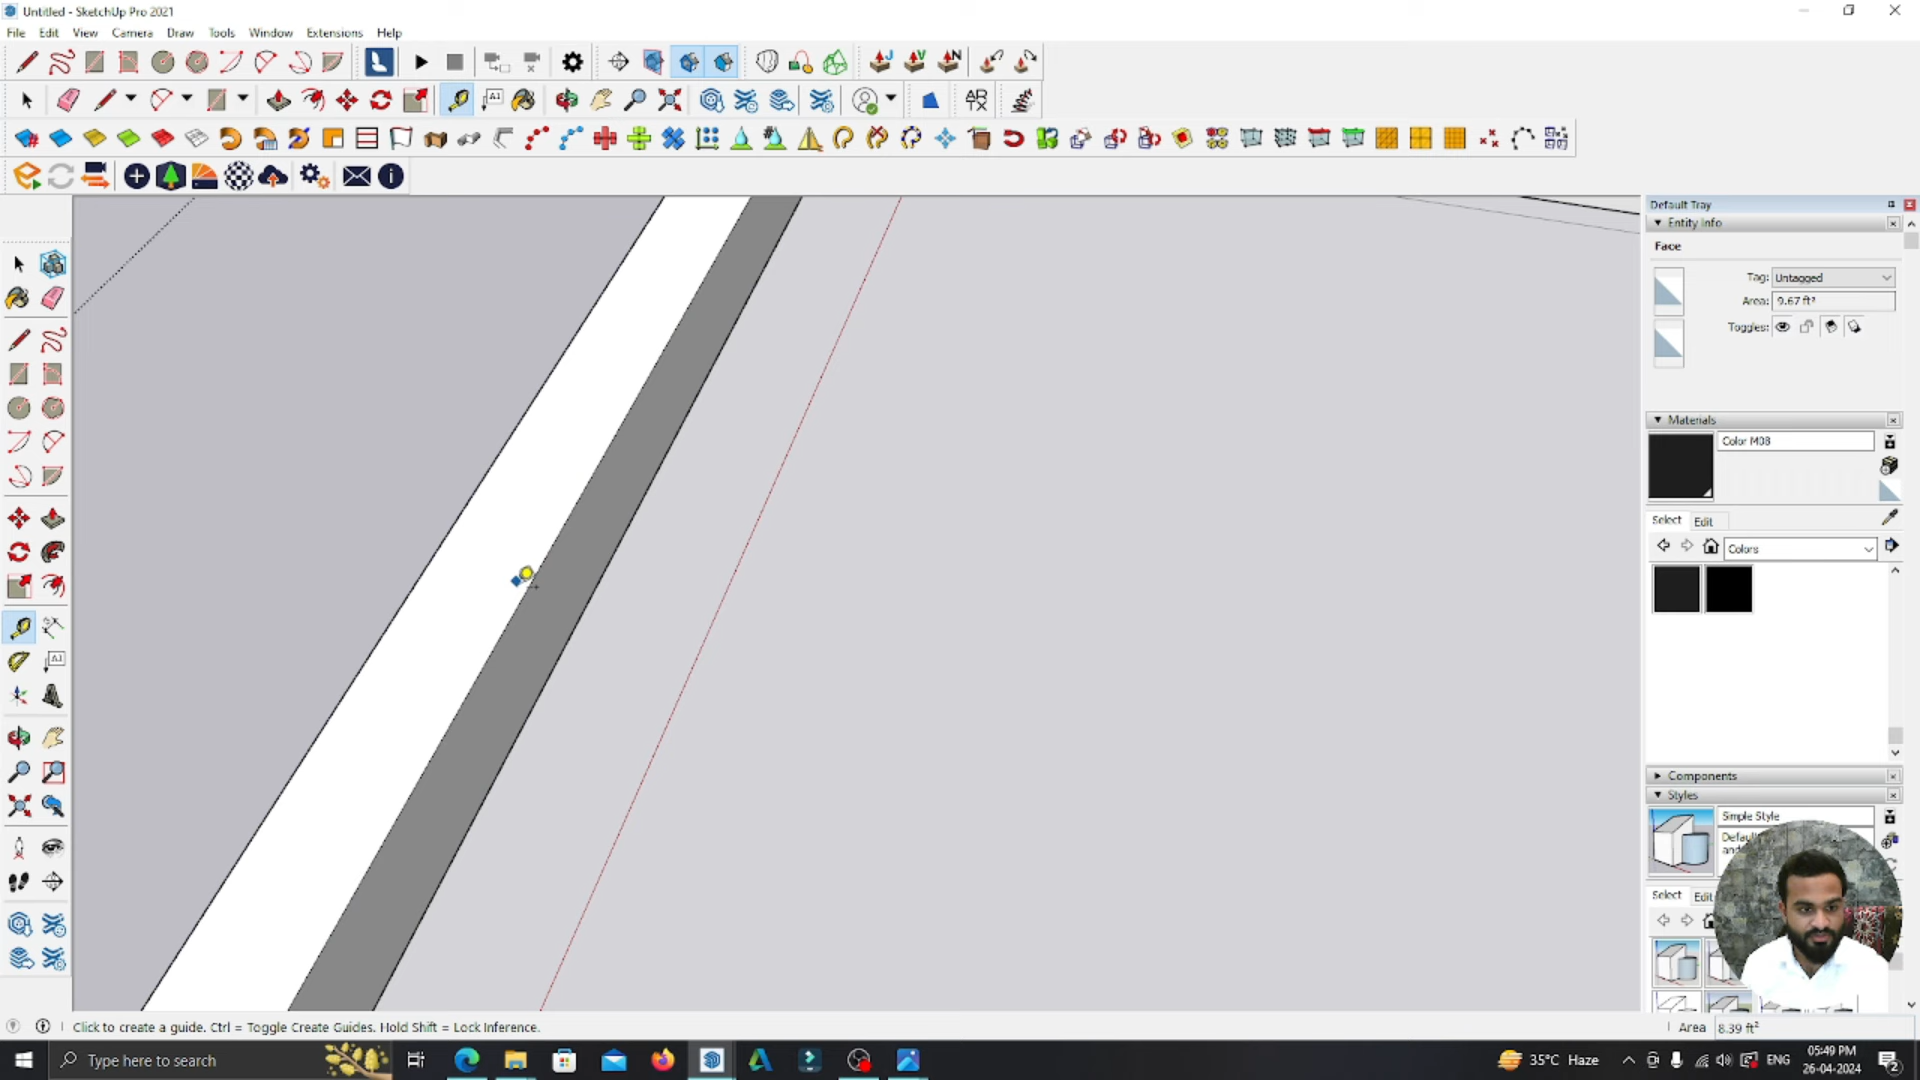 Untitled - SketchUp Pro 2021
File Edit View Camera Draw Tools Window Extensions Help
Default Tray
Entity Info
Face
Tag: Untagged
Area: 9.67 ft²
Toggles:
Materials
Color M08
Select Edit
Colors
Components
Styles
Simple Style
Select Edit
Click to create a guide. Ctrl = Toggle Create Guides. Hold Shift = Lock Inference.
Area 8.39 ft²
Type here to search
35°C Haze
ENG
05:49 PM
26-04-2024
2